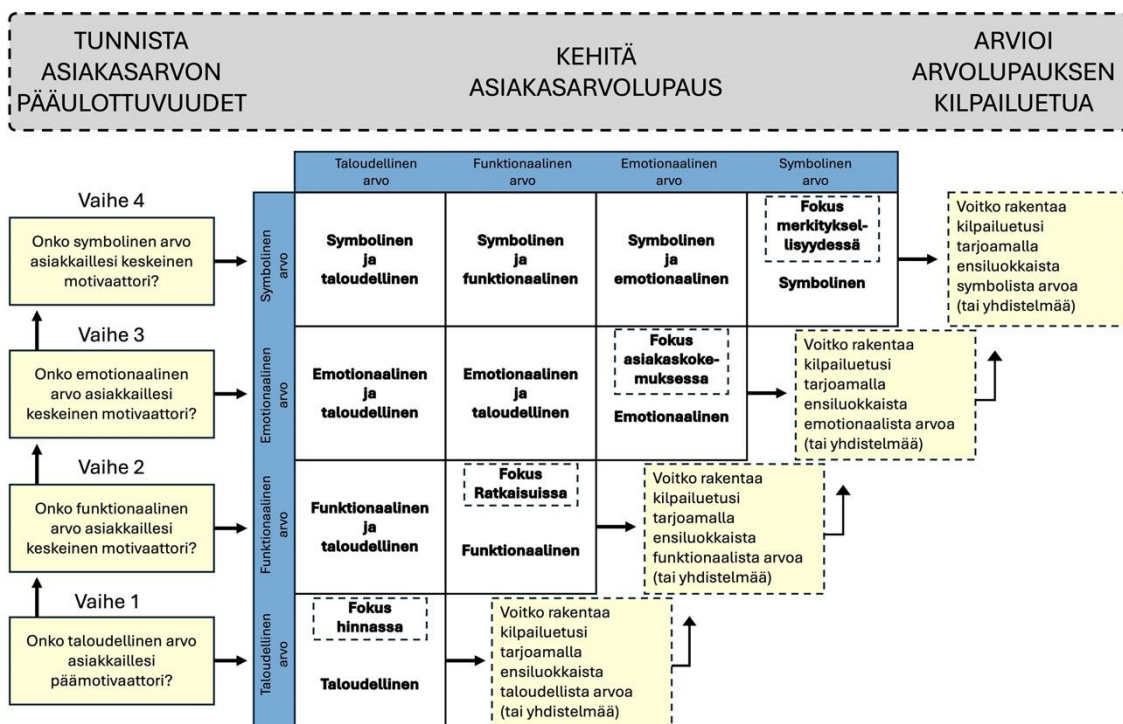 TUNNISTA
ASIAKASARVON
PÄÄULOTTUVUUDET
KEHITÄ
ASIAKASARVOLUPAUS
ARVIOI
ARVOLUPAUKSEN
KILPAILUETUA
Taloudellinen
arvo
Funktionaalinen
arvo
Emotionaalinen
arvo
Symbolinen
arvo
Vaihe 4
Onko symbolinen arvo
asiakkaillesi keskeinen
motivaattori?
Symbolinen
arvo
Symbolinen
ja
taloudellinen
Symbolinen
ja
funktionaalinen
Symbolinen
ja
emotionaalinen
Fokus
merkityksel-
lisyydessä
Symbolinen
Voitko rakentaa
kilpailuetusi
tarjoamalla
ensiluokkaista
symbolista arvoa
(tai yhdistelmää)
Vaihe 3
Onko emotionaalinen
arvo asiakkaillesi
keskeinen motivaattori?
Emotionaalinen
arvo
Emotionaalinen
ja
taloudellinen
Emotionaalinen
ja
taloudellinen
Fokus
asiakaskoke-
muksessa
Emotionaalinen
Voitko rakentaa
kilpailuetusi
tarjoamalla
ensiluokkaista
emotionaalista arvoa
(tai yhdistelmää)
Vaihe 2
Onko funktionaalinen
arvo asiakkaillesi
keskeinen motivaattori?
Funktionaalinen
arvo
Funktionaalinen
ja
taloudellinen
Fokus
Ratkaisuissa
Funktionaalinen
Voitko rakentaa
kilpailuetusi
tarjoamalla
ensiluokkaista
funktionaalista arvoa
(tai yhdistelmää)
Vaihe 1
Onko taloudellinen arvo
asiakkaillesi
päämotivaattori?
Taloudellinen
arvo
Fokus
hinnassa
Taloudellinen
Voitko rakentaa
kilpailuetusi
tarjoamalla
ensiluokkaista
taloudellista arvoa
(tai yhdistelmää)